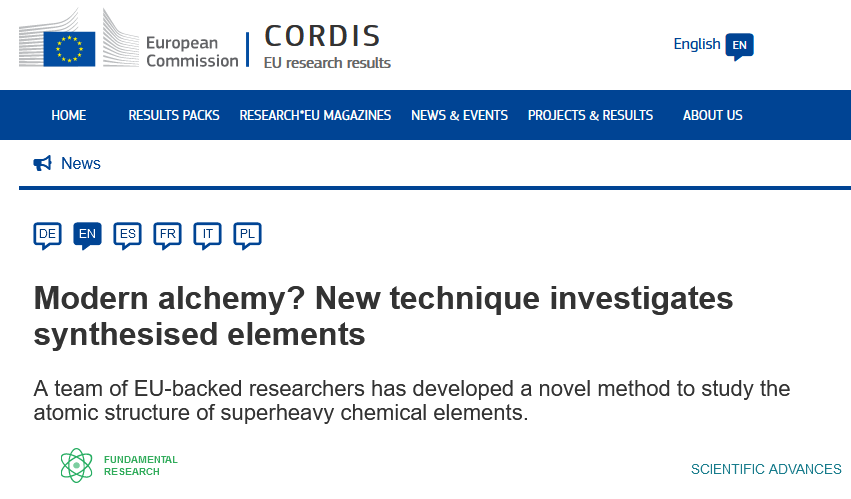 European
Commission
CORDIS
EU research results
English EN
HOME RESULTS PACKS RESEARCH*EU MAGAZINES NEWS & EVENTS PROJECTS & RESULTS ABOUT US
News
DE EN ES FR IT PL
Modern alchemy? New technique investigates
synthesised elements
A team of EU-backed researchers has developed a novel method to study the
atomic structure of superheavy chemical elements.
FUNDAMENTAL
RESEARCH
SCIENTIFIC ADVANCES